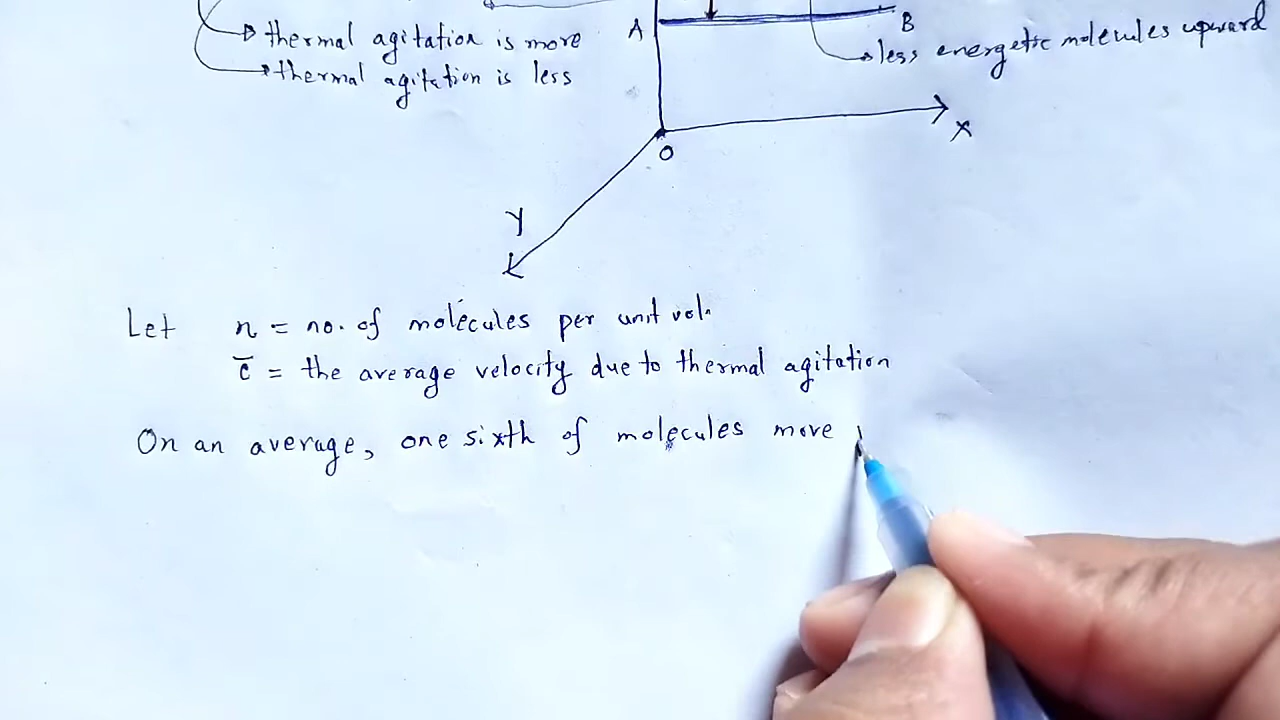 thermal agitation is more
thermal agitation is less
A
B
less energetic molecules upward
X
O
Y
Let n = no. of molecules per unit vol.
c̅ = the average velocity due to thermal agitation
On an average, one sixth of molecules move